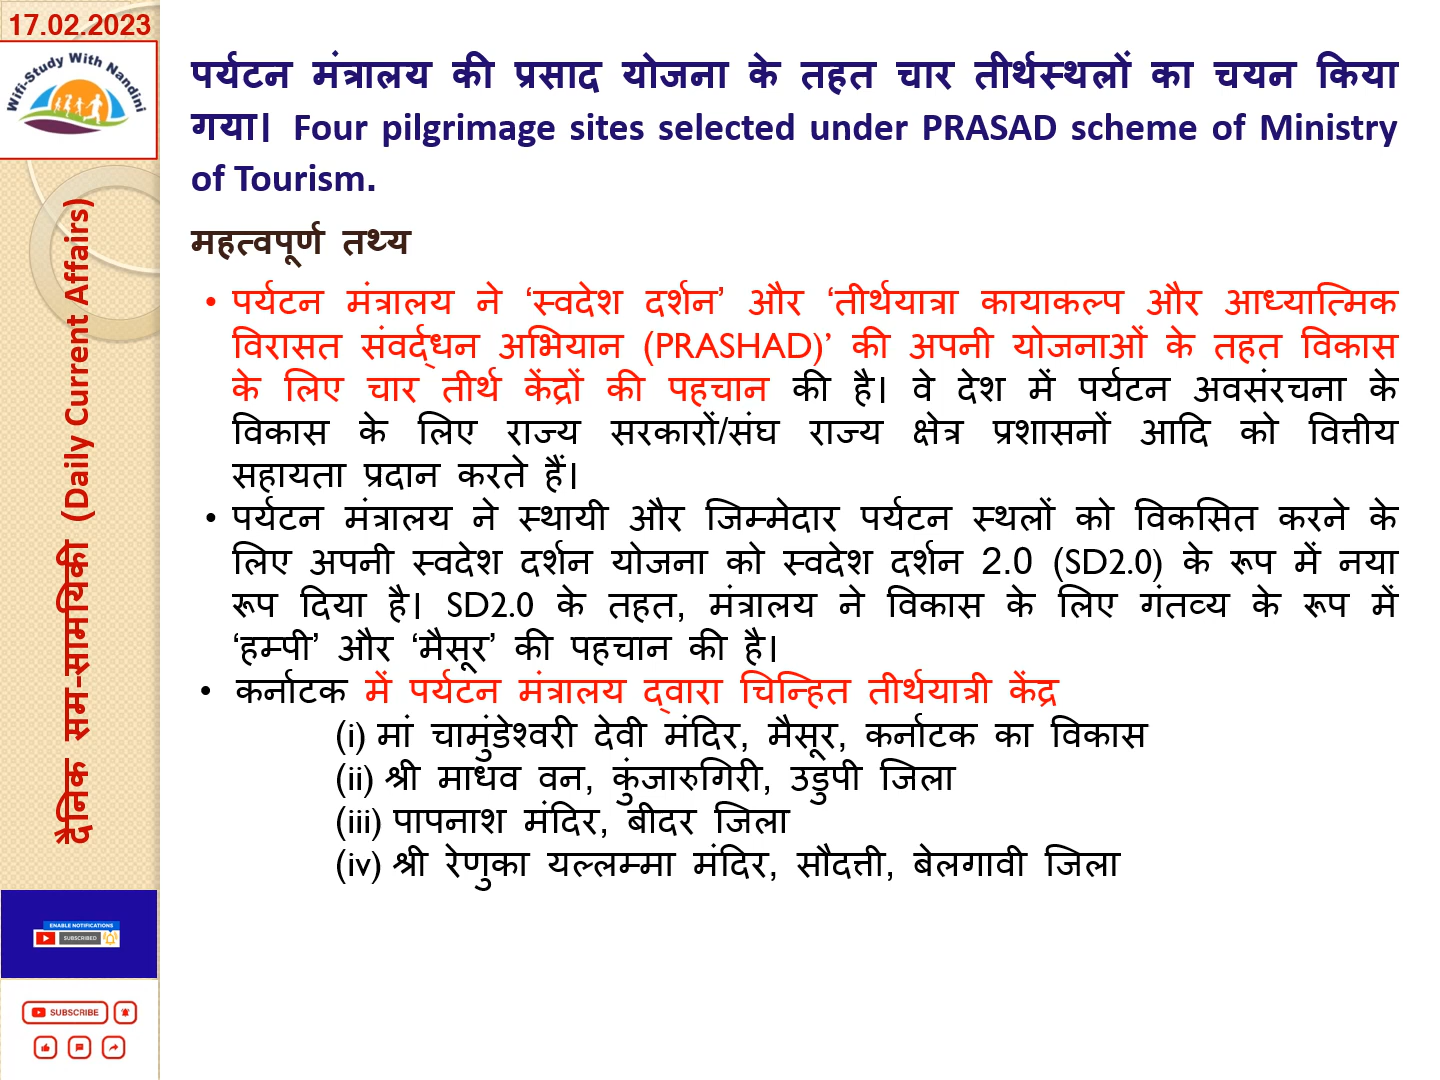 17.02.2023
Wifi-Study With Nandini
दैनिक सम-सामयिकी (Daily Current Affairs)
पर्यटन मंत्रालय की प्रसाद योजना के तहत चार तीर्थस्थलों का चयन किया
गया। Four pilgrimage sites selected under PRASAD scheme of Ministry
of Tourism.
महत्वपूर्ण तथ्य
• पर्यटन मंत्रालय ने ‘स्वदेश दर्शन’ और ‘तीर्थयात्रा कायाकल्प और आध्यात्मिक
विरासत संवर्द्धन अभियान (PRASHAD)’ की अपनी योजनाओं के तहत विकास
के लिए चार तीर्थ केंद्रों की पहचान की है। वे देश में पर्यटन अवसंरचना के
विकास के लिए राज्य सरकारों/संघ राज्य क्षेत्र प्रशासनों आदि को वित्तीय
सहायता प्रदान करते हैं।
• पर्यटन मंत्रालय ने स्थायी और जिम्मेदार पर्यटन स्थलों को विकसित करने के
लिए अपनी स्वदेश दर्शन योजना को स्वदेश दर्शन 2.0 (SD2.0) के रूप में नया
रूप दिया है। SD2.0 के तहत, मंत्रालय ने विकास के लिए गंतव्य के रूप में
‘हम्पी’ और ‘मैसूर’ की पहचान की है।
• कर्नाटक में पर्यटन मंत्रालय द्वारा चिन्हित तीर्थयात्री केंद्र
(i) मां चामुंडेश्वरी देवी मंदिर, मैसूर, कर्नाटक का विकास
(ii) श्री माधव वन, कुंजारुगिरी, उडुपी जिला
(iii) पापनाश मंदिर, बीदर जिला
(iv) श्री रेणुका यल्लम्मा मंदिर, सौदत्ती, बेलगावी जिला
ENABLE NOTIFICATIONS
SUBSCRIBED
SUBSCRIBE